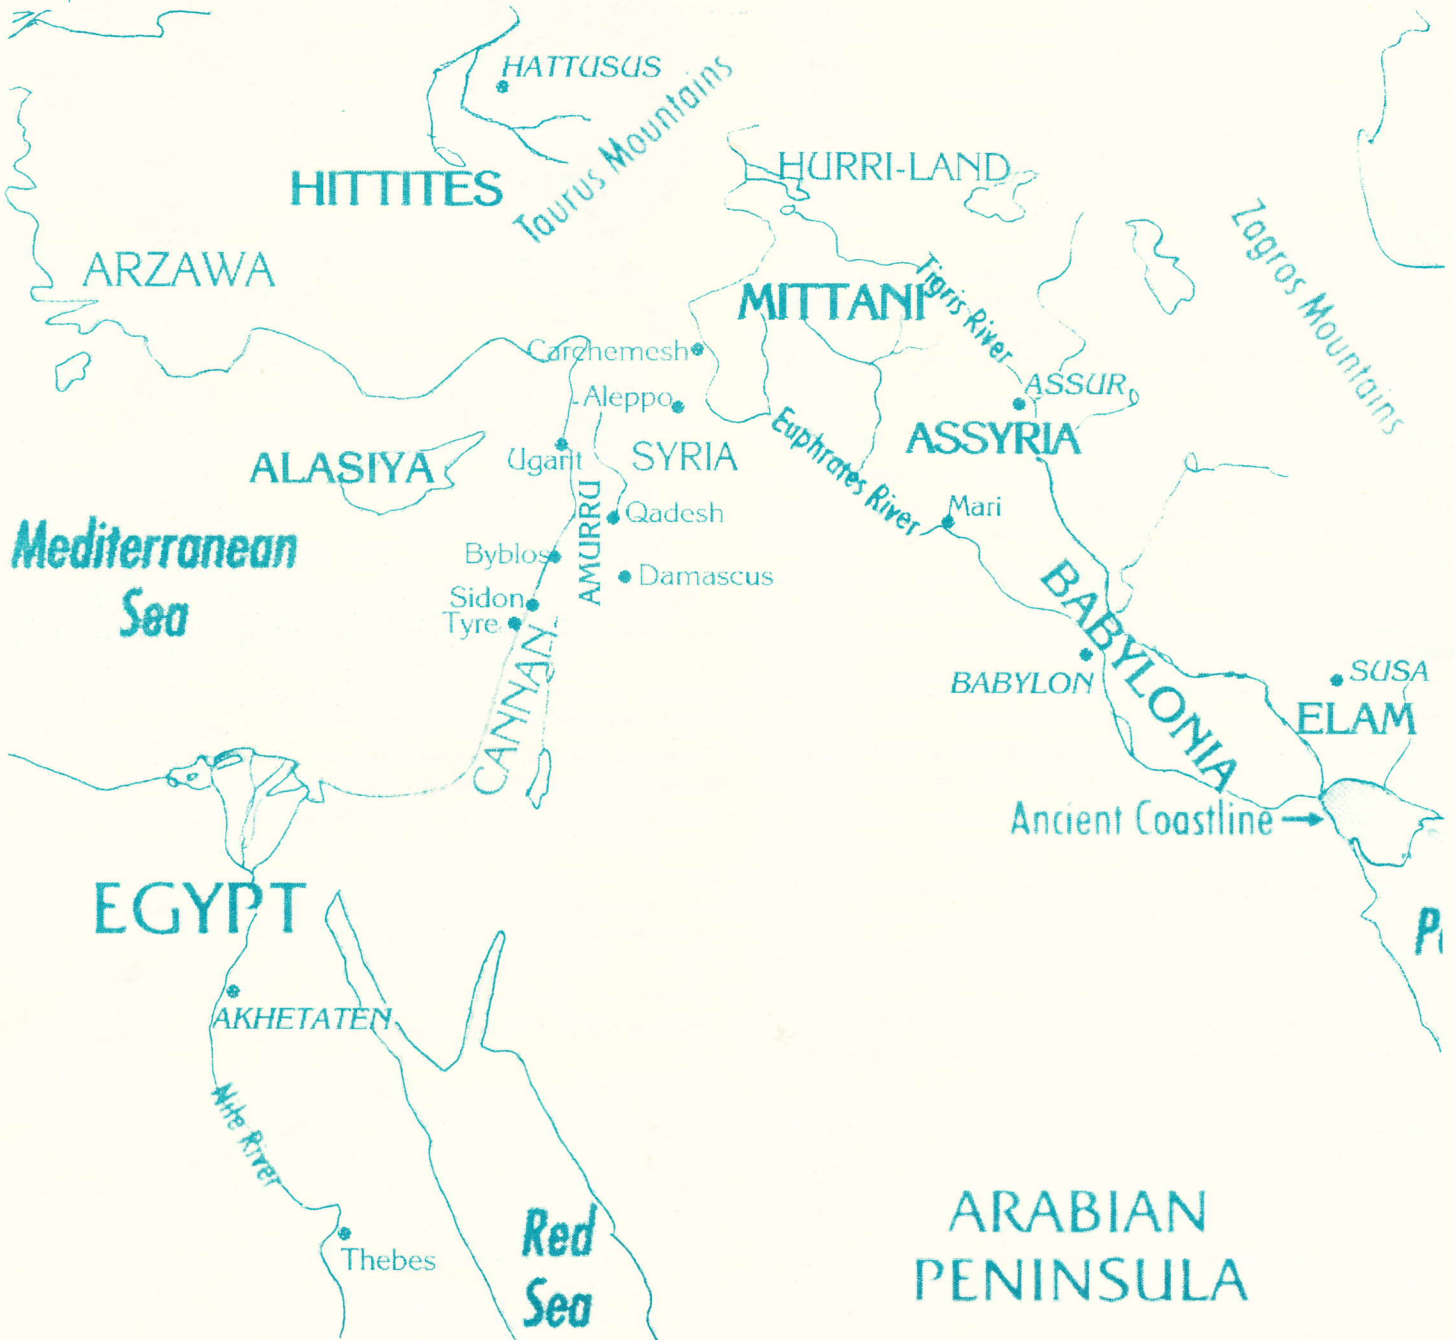 HATTUSUS
Taurus Mountains
HURRI-LAND
HITTITES
Zagros Mountains
ARZAWA
MITTANI
Tigris River
Carchemesh
ASSUR
Aleppo
Euphrates River
ASSYRIA
ALASIYA
Ugarit
SYRIA
AMURRU
Qadesh
Mari
Mediterranean
Sea
Byblos
Damascus
BABYLONIA
Sidon
Tyre
CANNAN
BABYLON
SUSA
ELAM
Ancient Coastline
EGYPT
AKHETATEN
Nile River
Thebes
Red
Sea
ARABIAN
PENINSULA